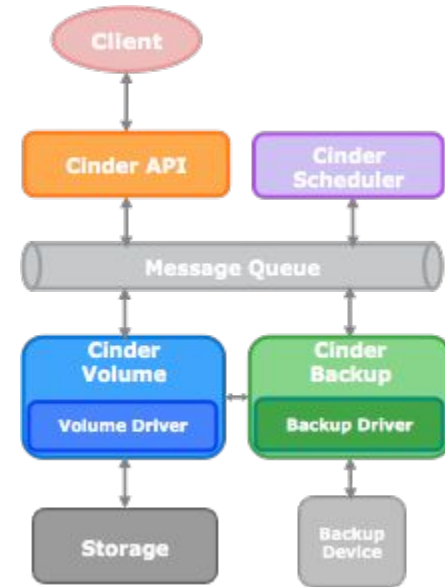 Client
Cinder API
Cinder
Scheduler
Message Queue
Cinder
Volume
Volume Driver
Cinder
Backup
Backup Driver
Storage
Backup
Device